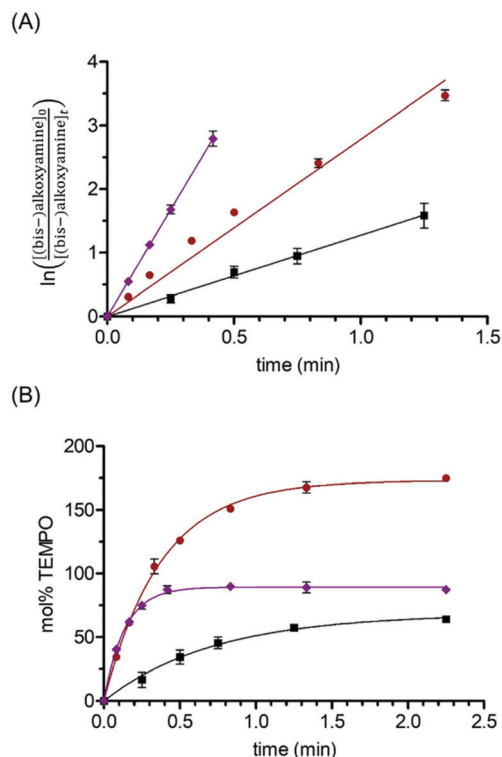 (A)
ln([(bis−)alkoxyamine]0 / [(bis−)alkoxyamine]t)
4
3
2
1
0
0.0 0.5 1.0 1.5
time (min)
(B)
mol% TEMPO
200
150
100
50
0
0.0 0.5 1.0 1.5 2.0 2.5
time (min)